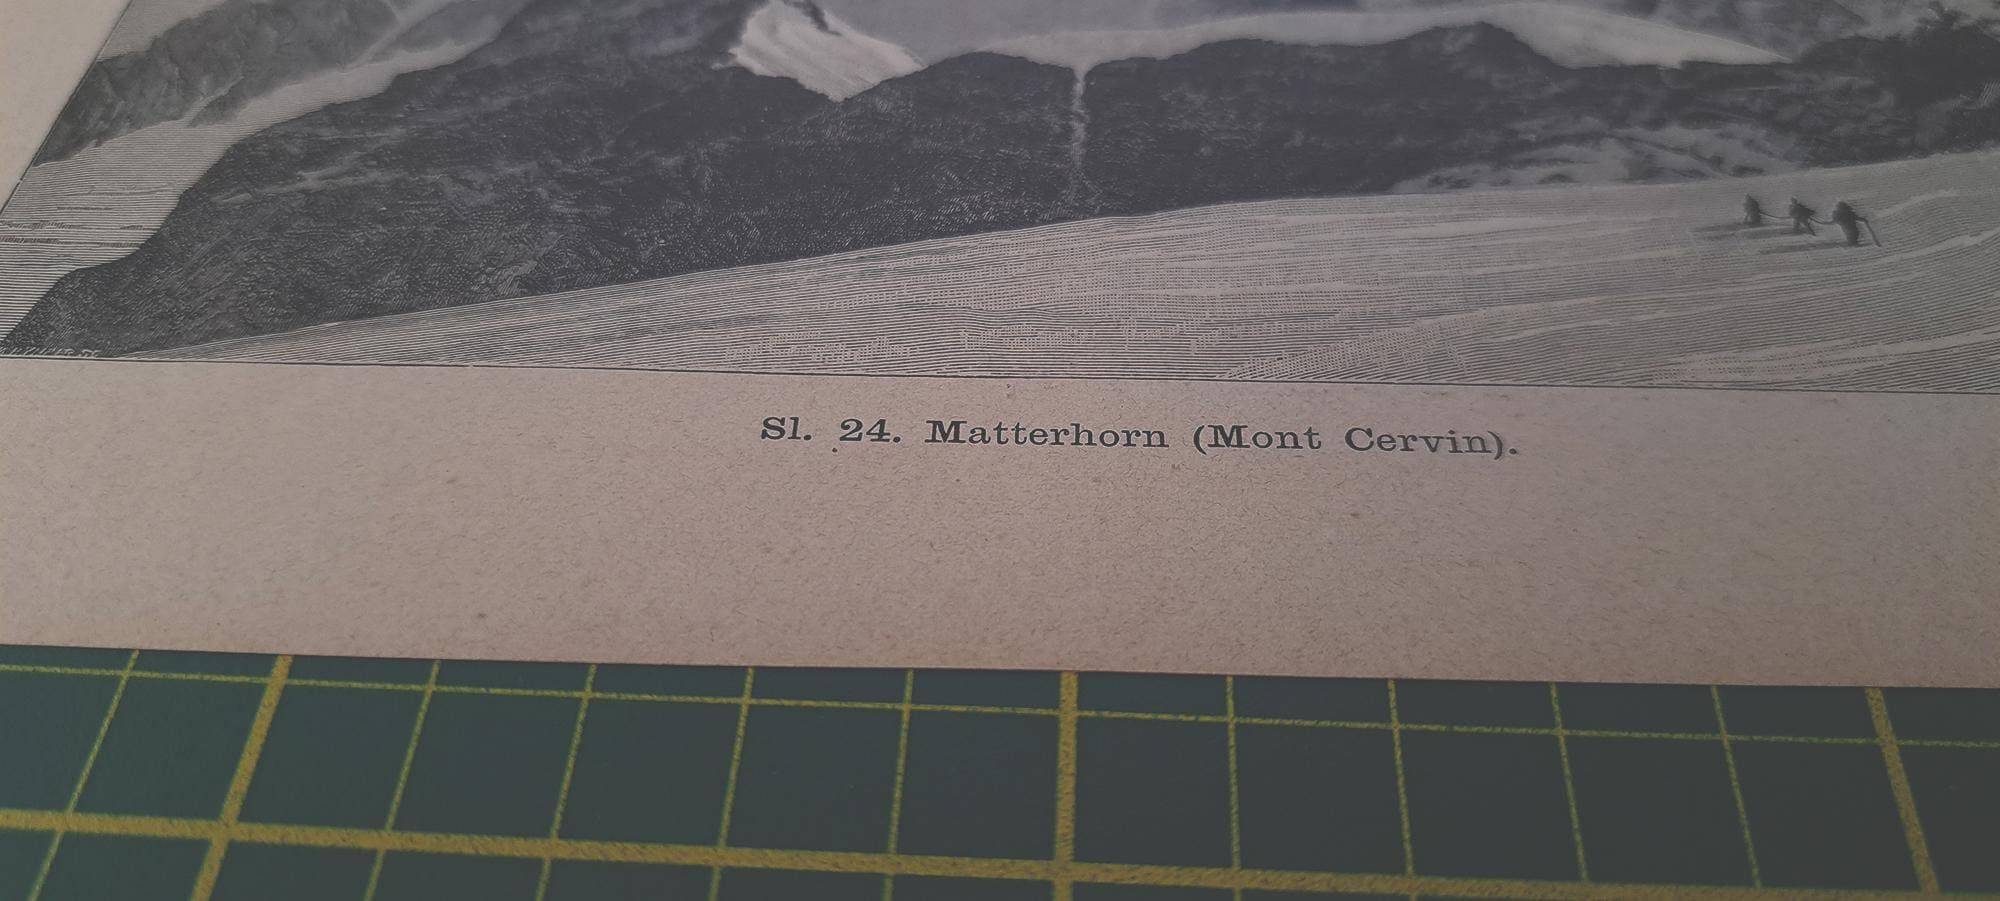 Sl. 24. Matterhorn (Mont Cervin).